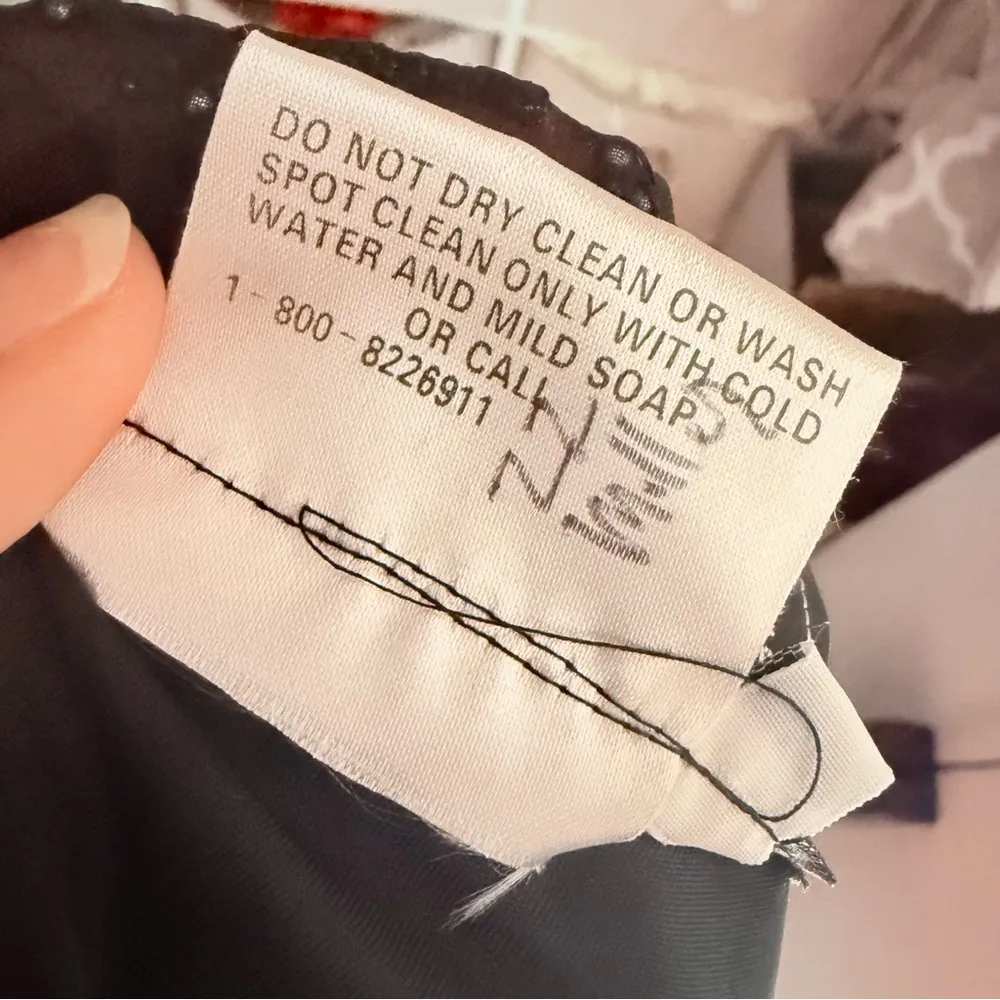 DO NOT DRY CLEAN OR WASH
SPOT CLEAN ONLY WITH COLD
WATER AND MILD SOAP
OR CALL
1-800-8226911